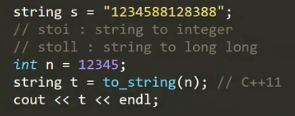 string s = "1234588128388";
// stoi : string to integer
// stoll : string to long long
int n = 12345;
string t = to_string(n); // C++11
cout << t << endl;